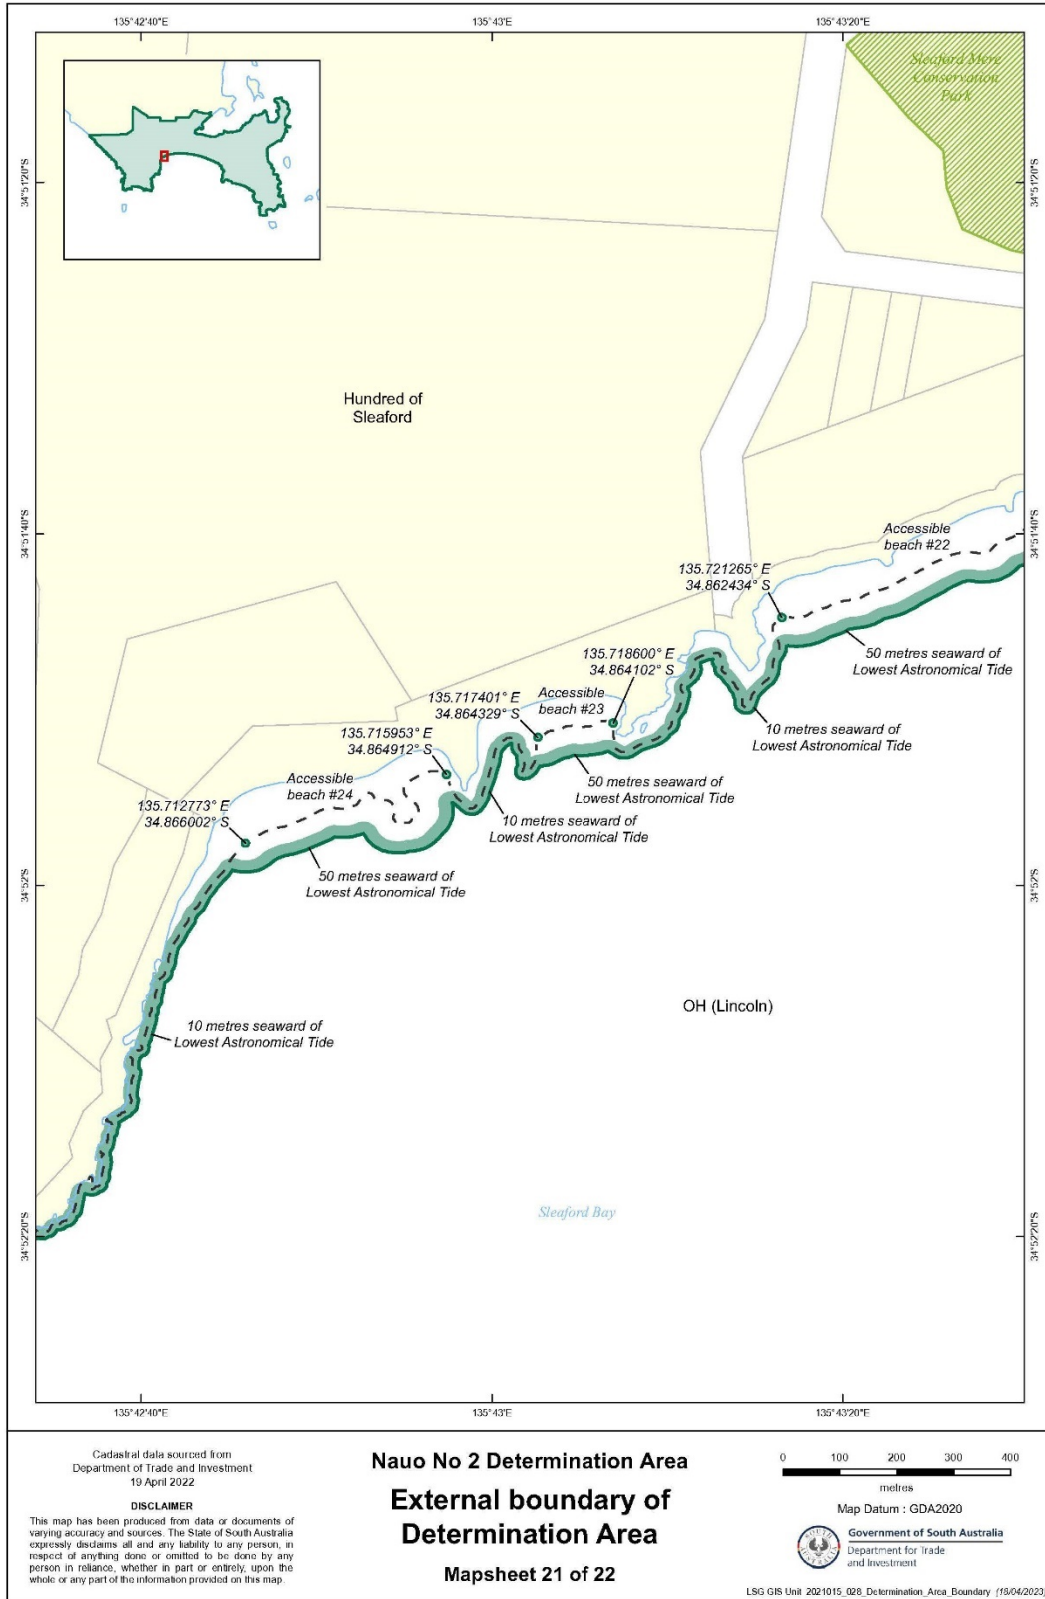 135°42'40"E
135°43'E
135°43'20"E
Sleaford Mere
Conservation
Park
34°51'20"S
34°51'20"S
Hundred of
Sleaford
34°51'40"S
34°51'40"S
Accessible
beach #22
135.721265° E
34.862434° S
50 metres seaward of
Lowest Astronomical Tide
135.718600° E
34.864102° S
135.717401° E
34.864329° S
Accessible
beach #23
10 metres seaward of
Lowest Astronomical Tide
135.715953° E
34.864912° S
50 metres seaward of
Lowest Astronomical Tide
Accessible
beach #24
135.712773° E
34.866002° S
10 metres seaward of
Lowest Astronomical Tide
50 metres seaward of
Lowest Astronomical Tide
34°52'S
34°52'S
OH (Lincoln)
10 metres seaward of
Lowest Astronomical Tide
Sleaford Bay
34°52'20"S
34°52'20"S
135°42'40"E
135°43'E
135°43'20"E
Cadastral data sourced from
Department of Trade and Investment
19 April 2022
DISCLAIMER
This map has been produced from data or documents of
varying accuracy and sources. The State of South Australia
expressly disclaims all and any liability to any person, in
respect of anything done or omitted to be done by any
person in reliance, whether in part or entirely, upon the
whole or any part of the information provided on this map.
Nauo No 2 Determination Area
External boundary of
Determination Area
Mapsheet 21 of 22
0 100 200 300 400
metres
Map Datum : GDA2020
SOUTH AUSTRALIA
Government of South Australia
Department for Trade
and Investment
LSG GIS Unit 2021015_028_Determination_Area_Boundary (18/04/2023)